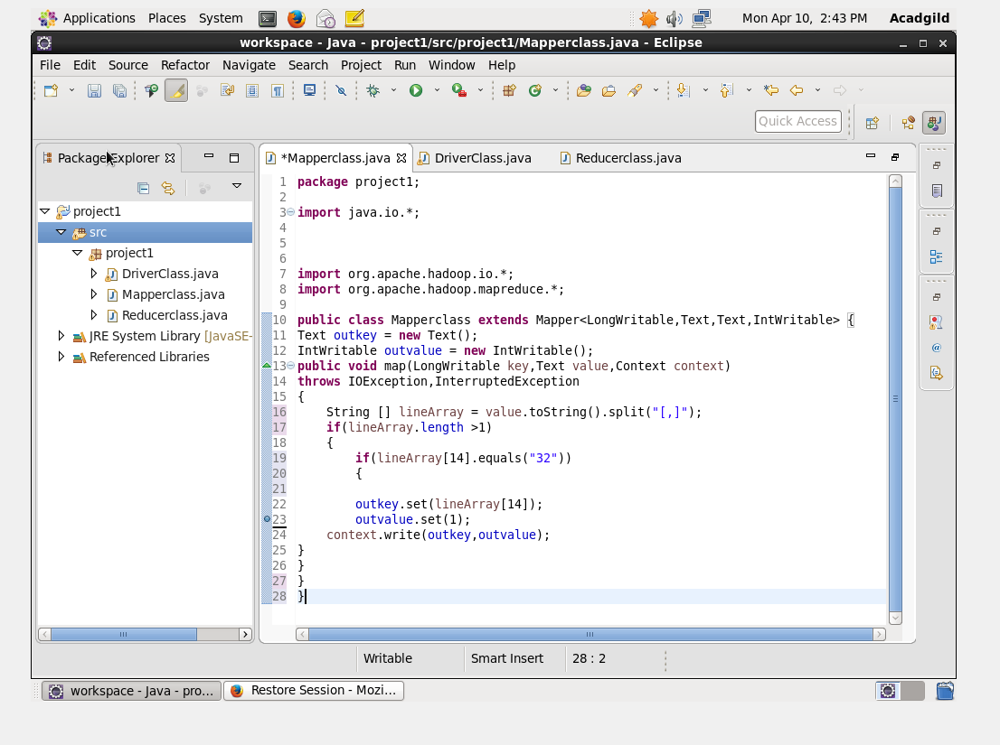 Applications Places System Mon Apr 10, 2:43 PM Acadgild
workspace - Java - project1/src/project1/Mapperclass.java - Eclipse
File Edit Source Refactor Navigate Search Project Run Window Help
Quick Access
Package Explorer
*Mapperclass.java DriverClass.java Reducerclass.java
project1
src
project1
DriverClass.java
Mapperclass.java
Reducerclass.java
JRE System Library [JavaSE-
Referenced Libraries
1 package project1;
2
3 import java.io.*;
4
5
6
7 import org.apache.hadoop.io.*;
8 import org.apache.hadoop.mapreduce.*;
9
10 public class Mapperclass extends Mapper<LongWritable,Text,Text,IntWritable> {
11 Text outkey = new Text();
12 IntWritable outvalue = new IntWritable();
13 public void map(LongWritable key,Text value,Context context)
14 throws IOException,InterruptedException
15 {
16     String [] lineArray = value.toString().split("[,]");
17     if(lineArray.length >1)
18     {
19         if(lineArray[14].equals("32"))
20         {
21
22         outkey.set(lineArray[14]);
23         outvalue.set(1);
24     context.write(outkey,outvalue);
25 }
26 }
27 }
28 }
Writable Smart Insert 28 : 2
workspace - Java - pro... Restore Session - Mozi...